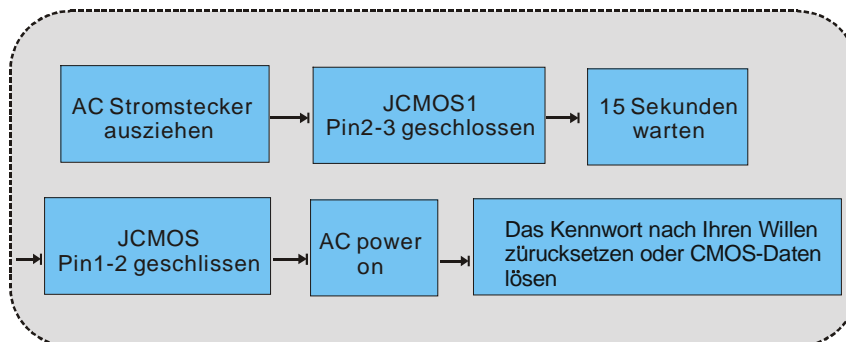 AC Stromstecker
ausziehen
JCMOS1
Pin2-3 geschlossen
15 Sekunden
warten
JCMOS
Pin1-2 geschlissen
AC power
on
Das Kennwort nach Ihren Willen
zürucksetzen oder CMOS-Daten
lösen